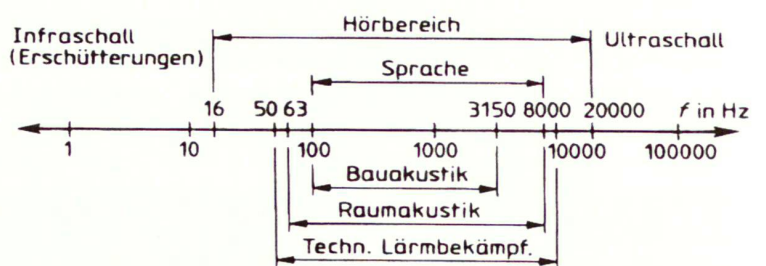 Infraschall
(Erschütterungen)
Hörbereich
Ultraschall
Sprache
16 50 63 3150 8000 20000 f in Hz
1 10 100 1000 10000 100000
Bauakustik
Raumakustik
Techn. Lärmbekämpf.